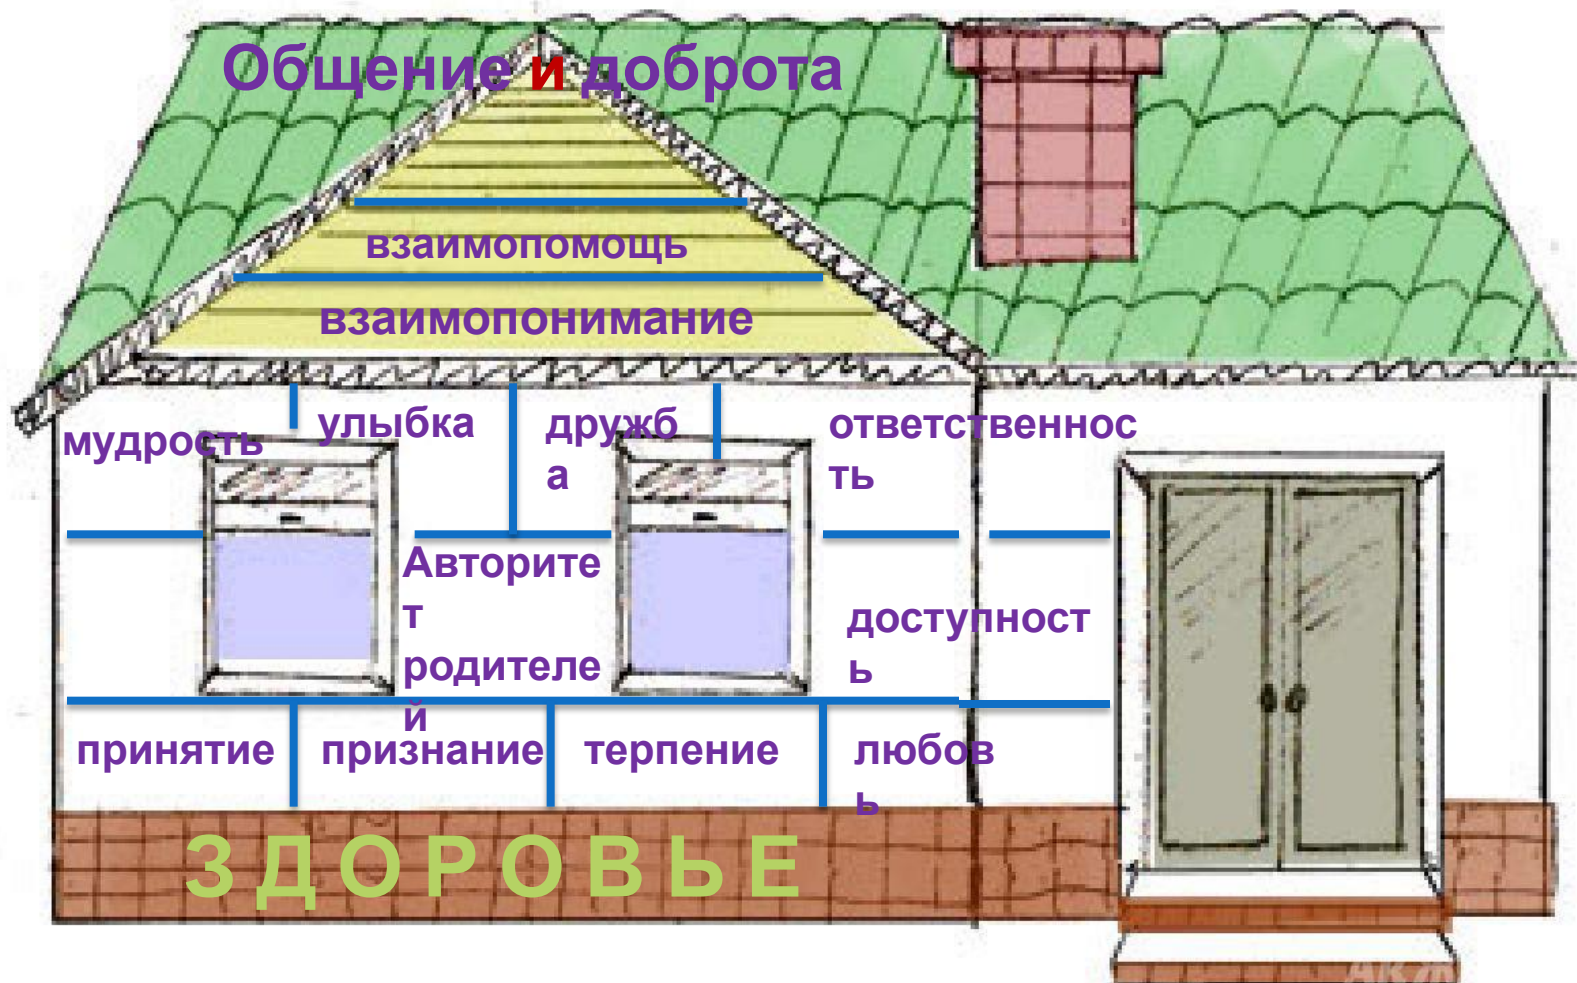 Общение и доброта
взаимопомощь
взаимопонимание
мудрость
улыбка
дружб
а
ответственнос
ть
Авторите
т
родителе
й
доступност
ь
принятие
признание
терпение
любов
ь
ЗДОРОВЬЕ